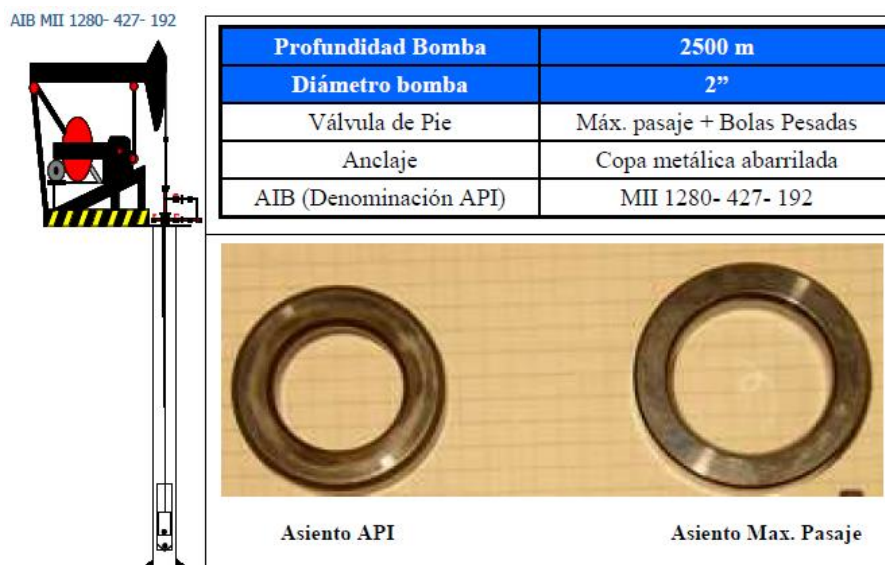 AIB MII 1280- 427- 192
Profundidad Bomba 2500 m
Diámetro bomba 2”
Válvula de Pie Máx. pasaje + Bolas Pesadas
Anclaje Copa metálica abarrilada
AIB (Denominación API) MII 1280- 427- 192
Asiento API Asiento Max. Pasaje